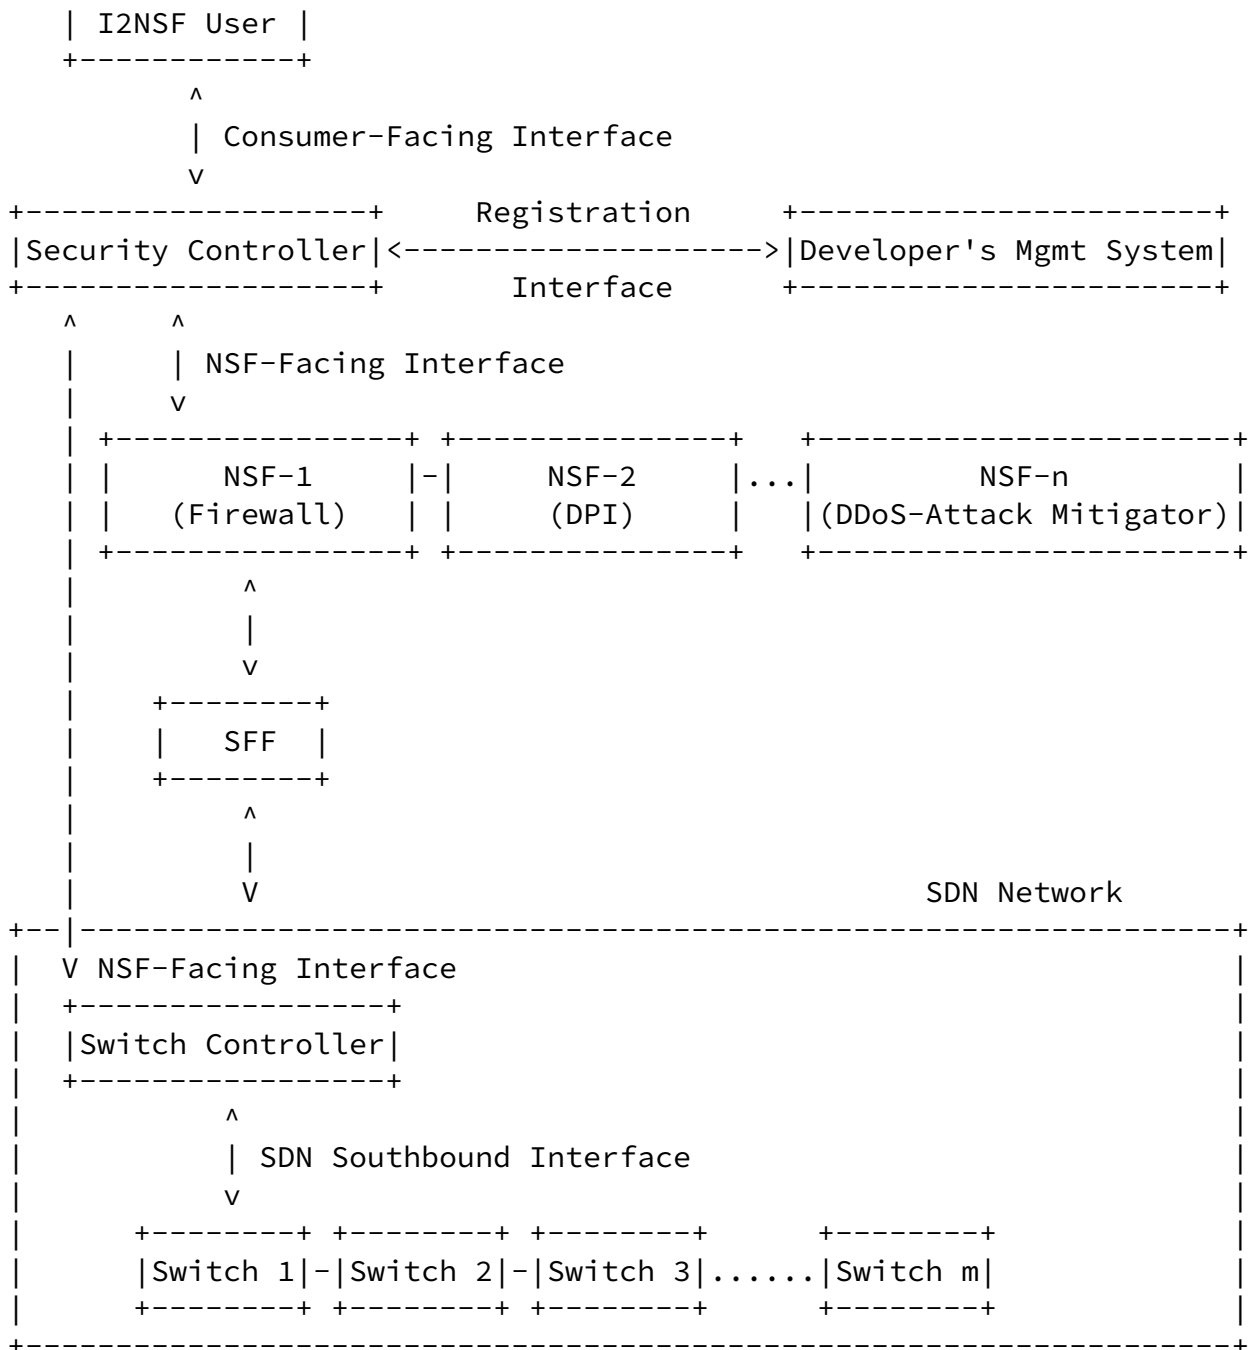 | I2NSF User |
+------------+
^
| Consumer-Facing Interface
v
+-------------------+     Registration     +-----------------------+
|Security Controller|<-------------------->|Developer's Mgmt System|
+-------------------+       Interface      +-----------------------+
   ^     ^
   |     | NSF-Facing Interface
   |     v
   | +----------------+ +---------------+   +-----------------------+
   | |      NSF-1     |-|     NSF-2     |...|         NSF-n         |
   | |   (Firewall)   | |     (DPI)     |   |(DDoS-Attack Mitigator)|
   | +----------------+ +---------------+   +-----------------------+
   |         ^
   |         |
   |         v
   |    +--------+
   |    |   SFF  |
   |    +--------+
   |         ^
   |         |
   |         V                                     SDN Network
+--|----------------------------------------------------------------+
|  V NSF-Facing Interface                                           |
|  +-----------------+                                              |
|  |Switch Controller|                                              |
|  +-----------------+                                              |
|           ^                                                       |
|           | SDN Southbound Interface                              |
|           v                                                       |
|      +--------+ +--------+ +--------+      +--------+             |
|      |Switch 1|-|Switch 2|-|Switch 3|......|Switch m|             |
|      +--------+ +--------+ +--------+      +--------+             |
+-------------------------------------------------------------------+